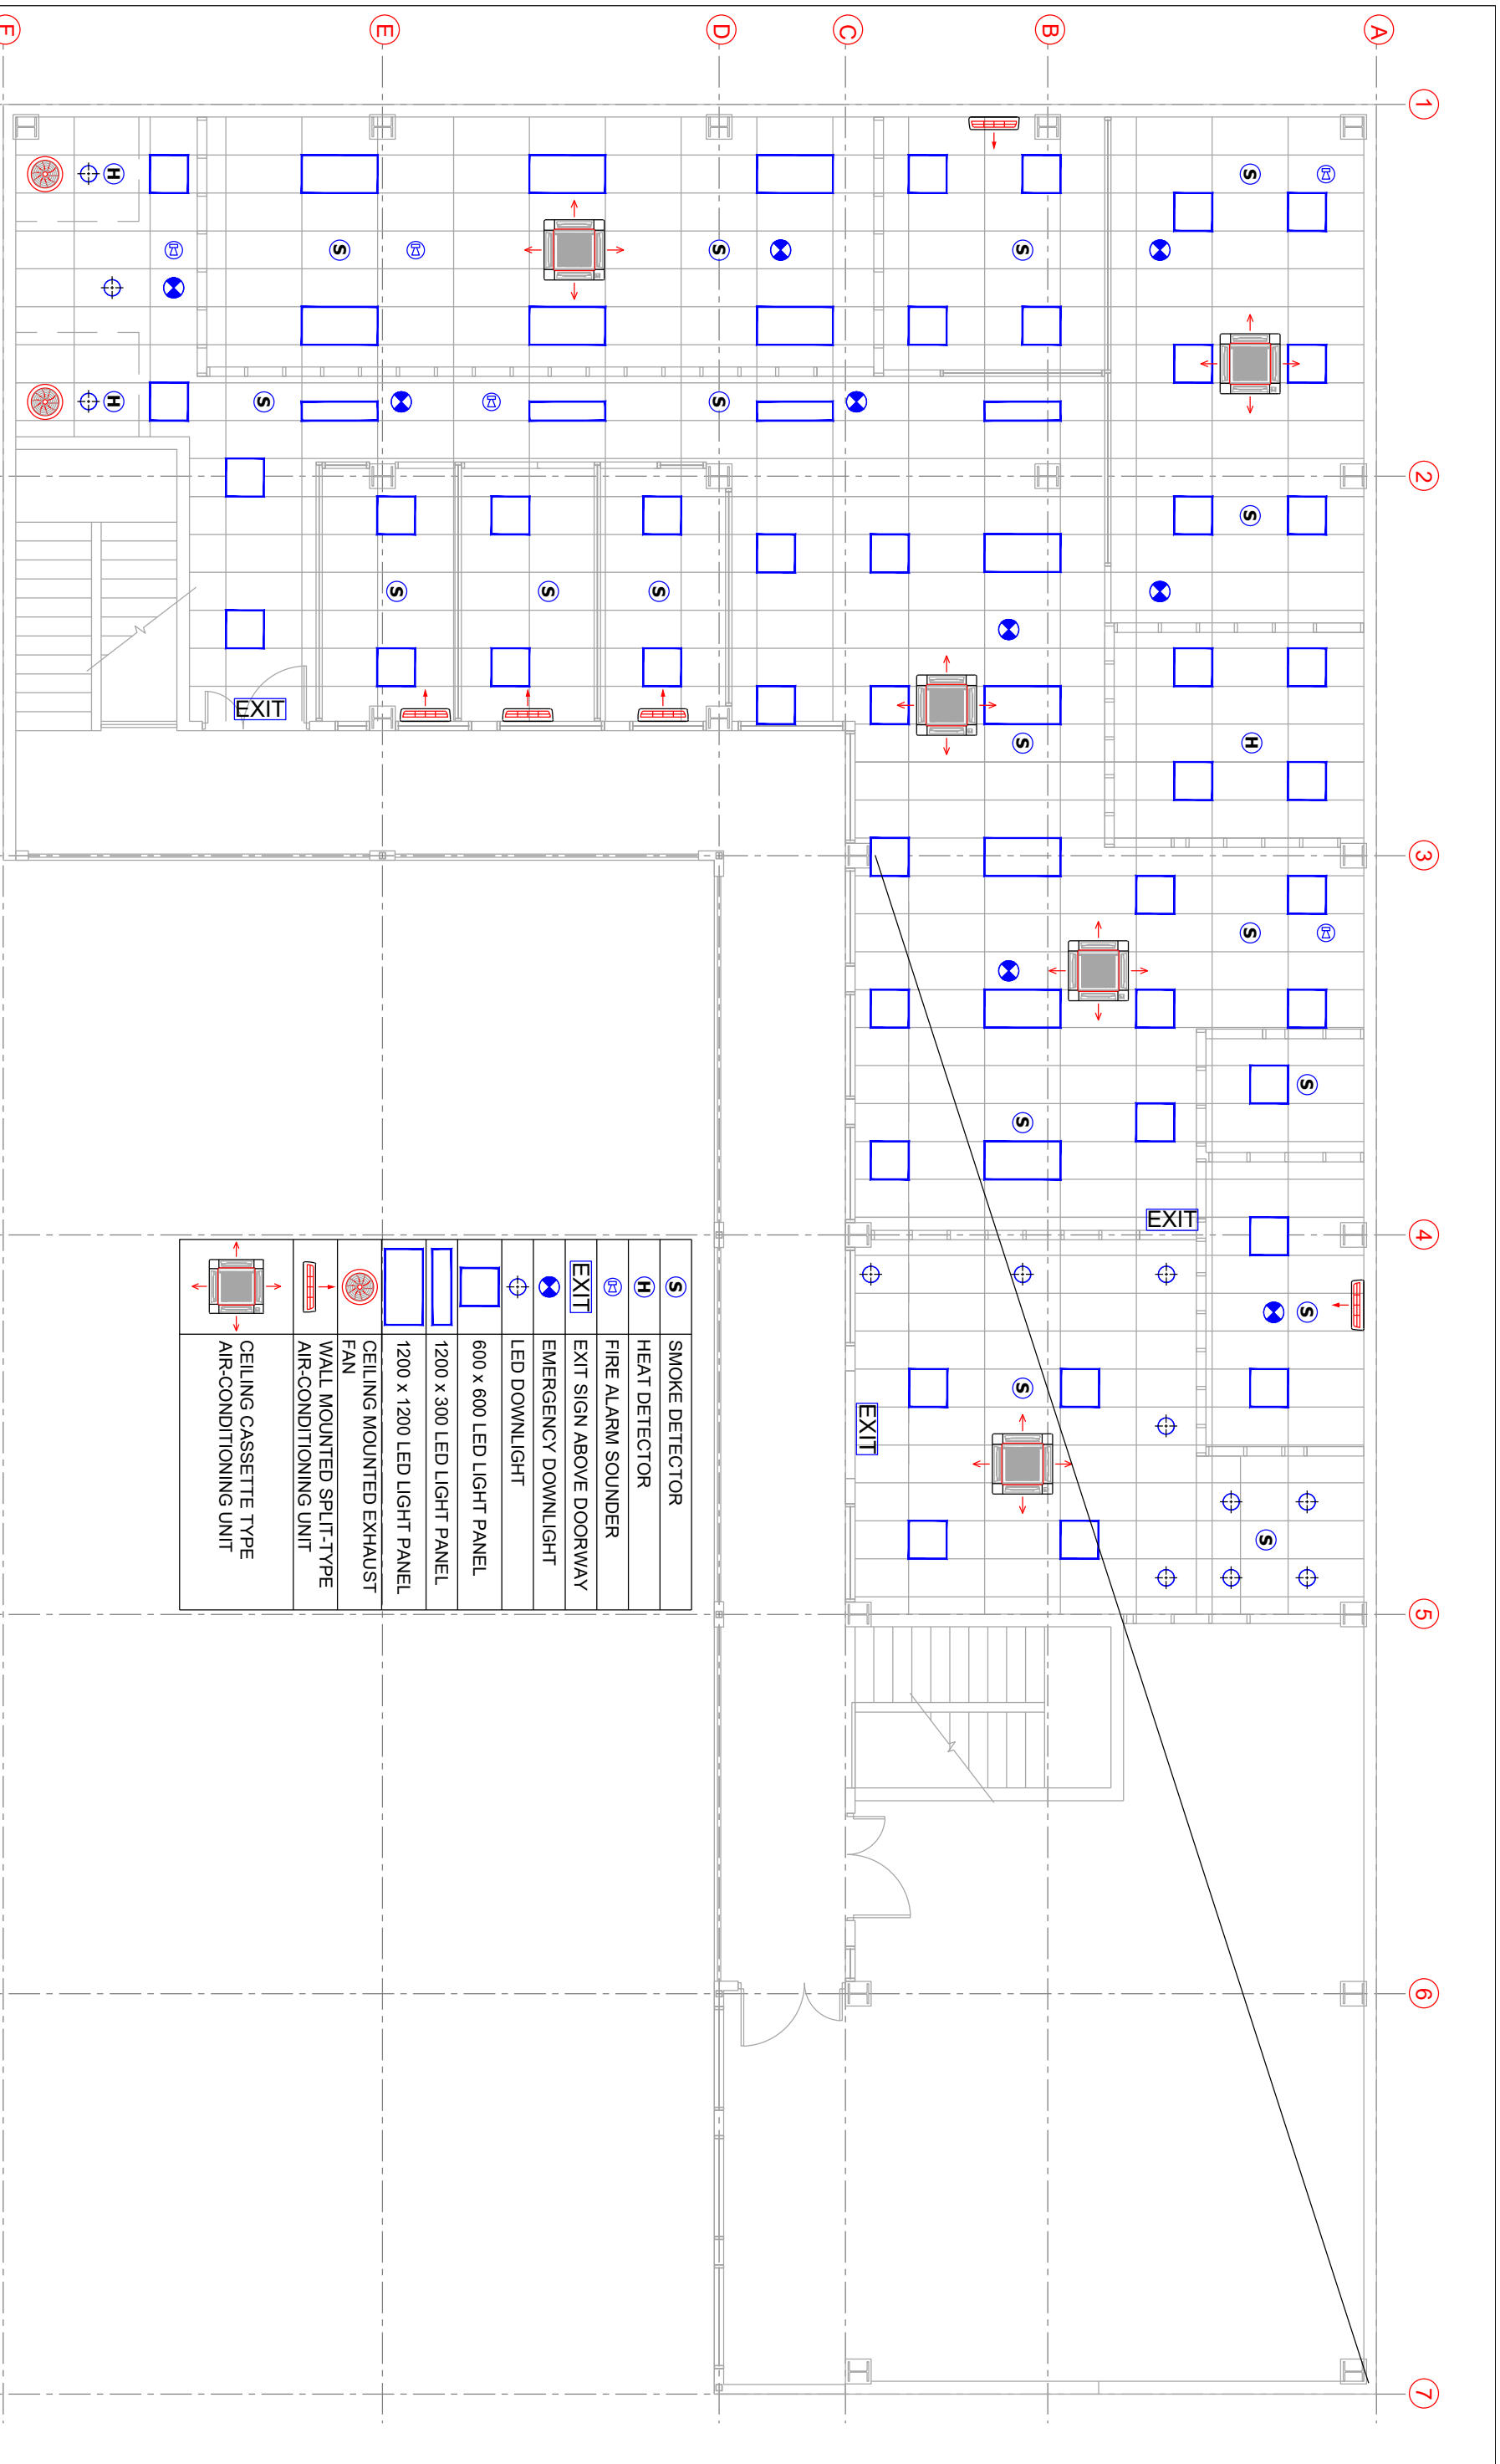 1 2 3 4 5 6 7
A
S S
S
S S H S
EXIT
B
S S S S
EXIT
C
D S S
S
S
S
E
S
S
EXIT
H H
F
S SMOKE DETECTOR
H HEAT DETECTOR
FIRE ALARM SOUNDER
EXIT EXIT SIGN ABOVE DOORWAY
EMERGENCY DOWNLIGHT
LED DOWNLIGHT
600 x 600 LED LIGHT PANEL
1200 x 300 LED LIGHT PANEL
1200 x 1200 LED LIGHT PANEL
CEILING MOUNTED EXHAUST
FAN
WALL MOUNTED SPLIT-TYPE
AIR-CONDITIONING UNIT
CEILING CASSETTE TYPE
AIR-CONDITIONING UNIT